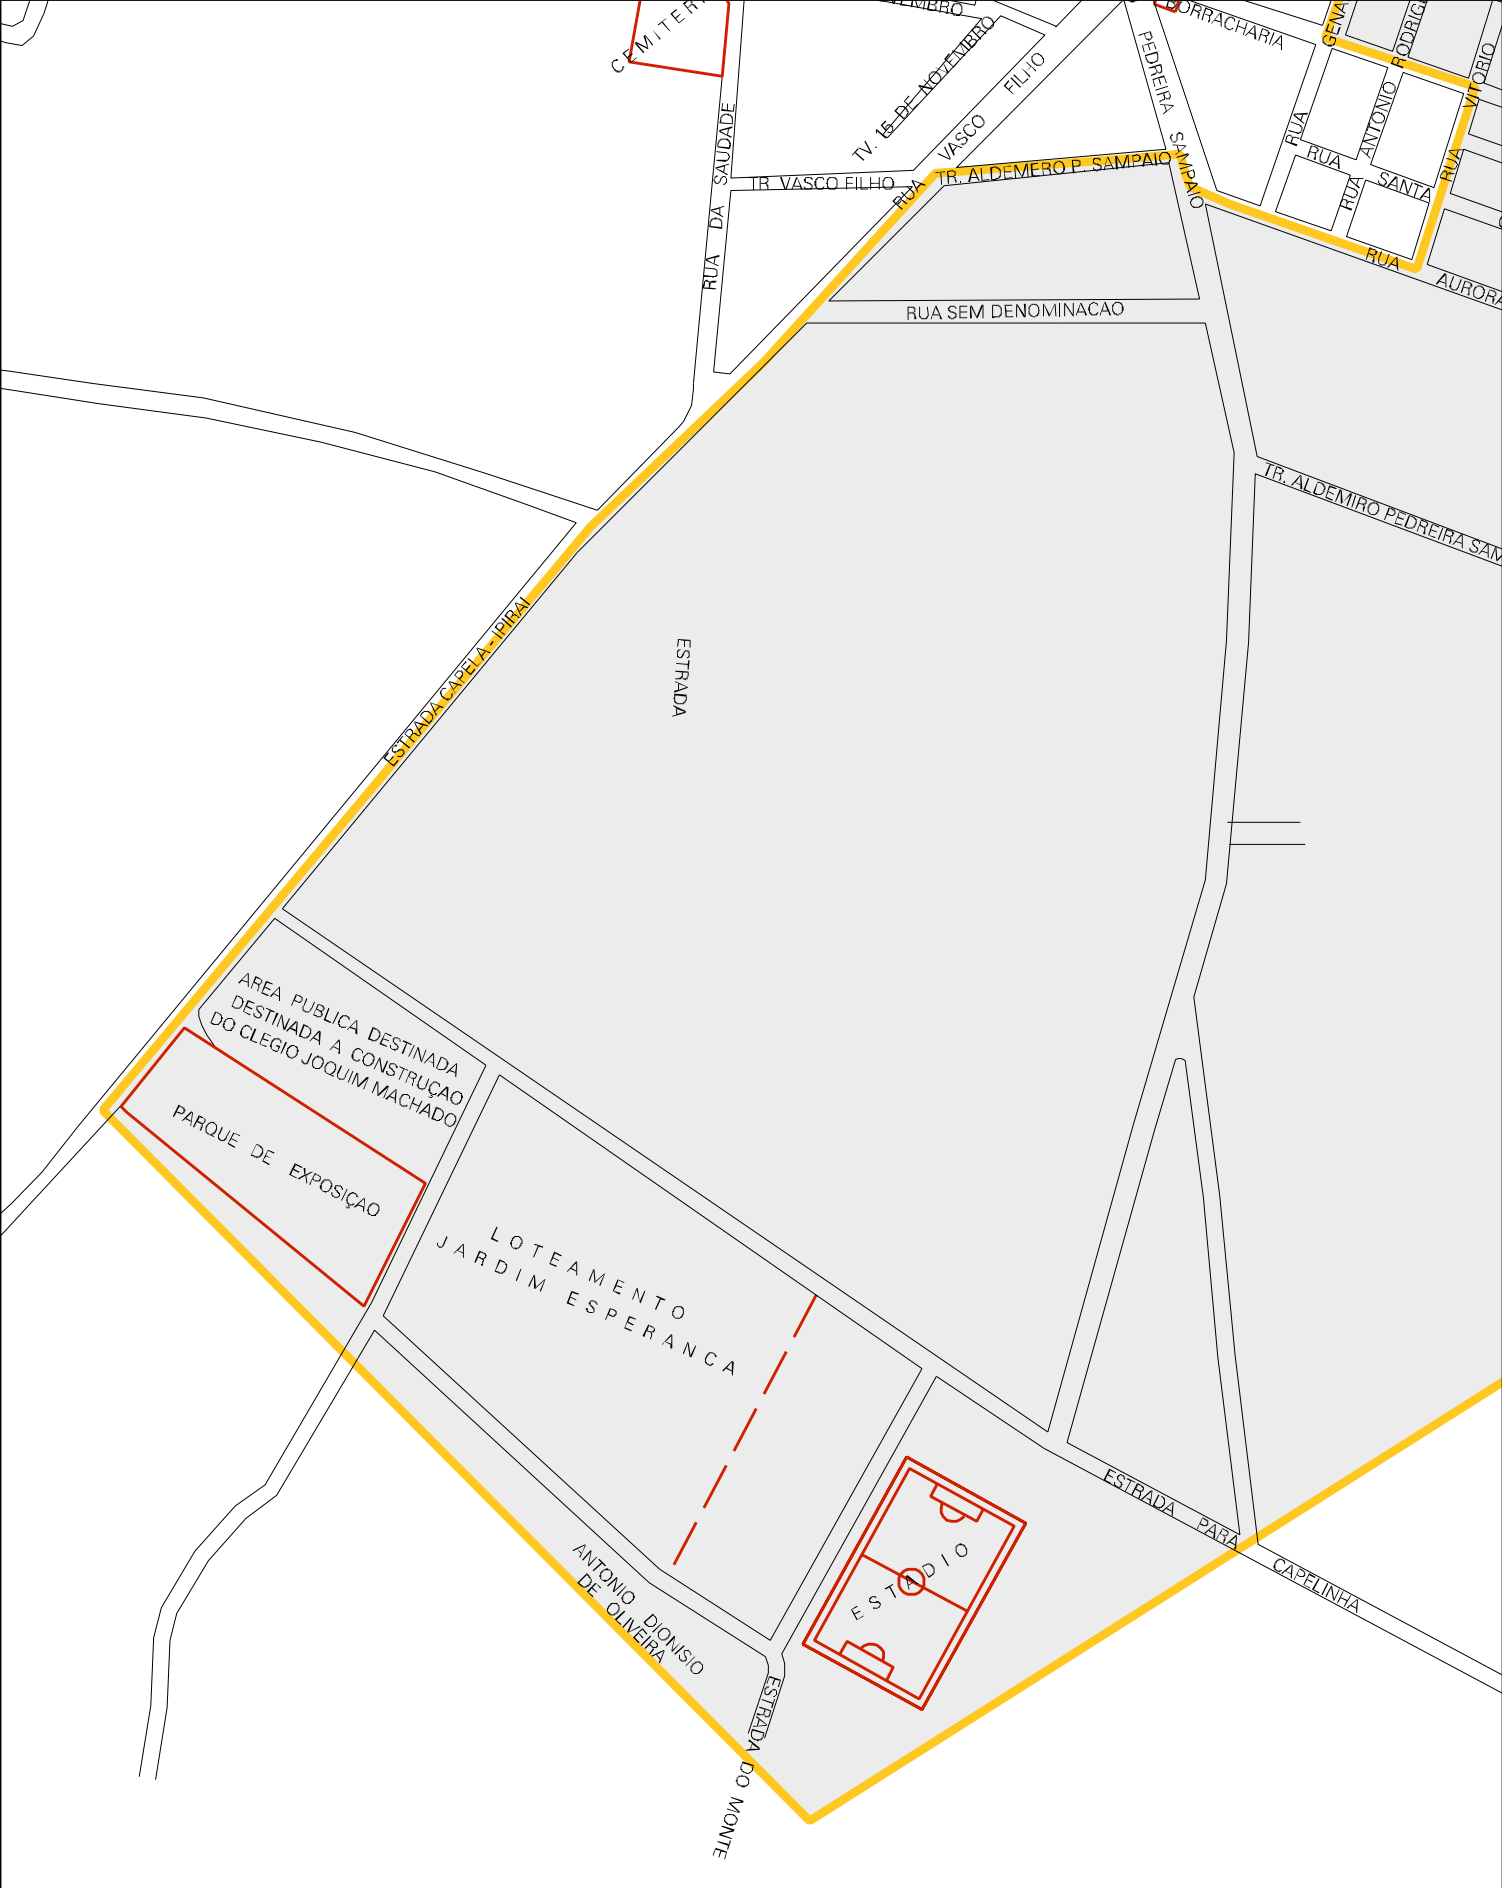 CEMITER
VEMBRO
BORRACHARIA
GENA
RODRIG
VITORIO
RUA
TV. 15 DE NOVEMBRO
RUA VASCO FILHO
PEDREIRA SAMPAIO
RUA
ANTONIO
RUA
RUA SANTA
RUA DA SAUDADE
TR. VASCO FILHO
TR. ALDEMERO P. SAMPAIO
RUA AURORA
RUA SEM DENOMINACAO
TR. ALDEMIRO PEDREIRA SAM
ESTRADA CAPELA - IPIRAI
ESTRADA
AREA PUBLICA DESTINADA
DESTINADA A CONSTRUÇAO
DO CLEGIO JOQUIM MACHADO
PARQUE DE EXPOSIÇAO
LOTEAMENTO
JARDIM ESPERANCA
ESTRADA PARA CAPELINHA
ESTADIO
ANTONIO DIONISIO
DE OLIVEIRA
ESTRADA DO MONTE